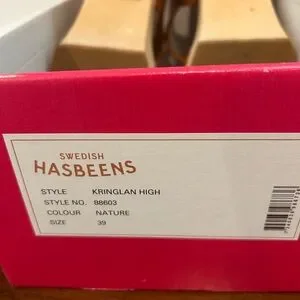 SWEDISH
HASBEENS
STYLE KRINGLAN HIGH
STYLE NO. 88603
COLOUR NATURE
SIZE 39